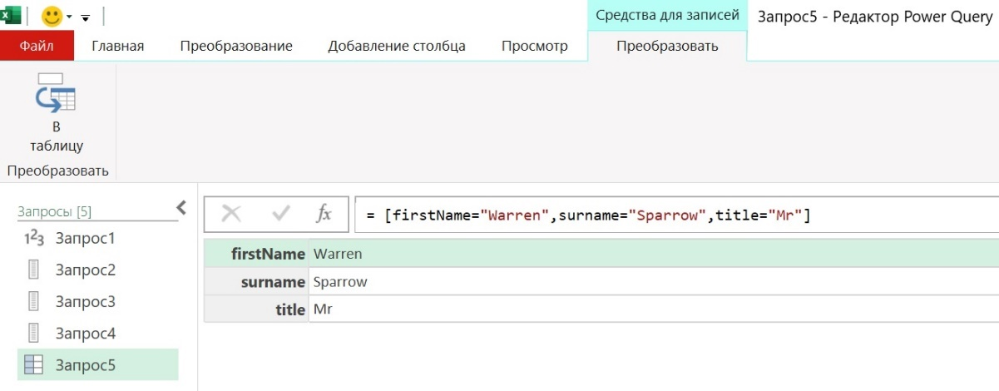 Средства для записей
Запрос5 - Редактор Power Query
Файл Главная Преобразование Добавление столбца Просмотр Преобразовать
В
таблицу
Преобразовать
Запросы [5]
fx = [firstName="Warren",surname="Sparrow",title="Mr"]
123 Запрос1
Запрос2
Запрос3
Запрос4
Запрос5
firstName Warren
surname Sparrow
title Mr